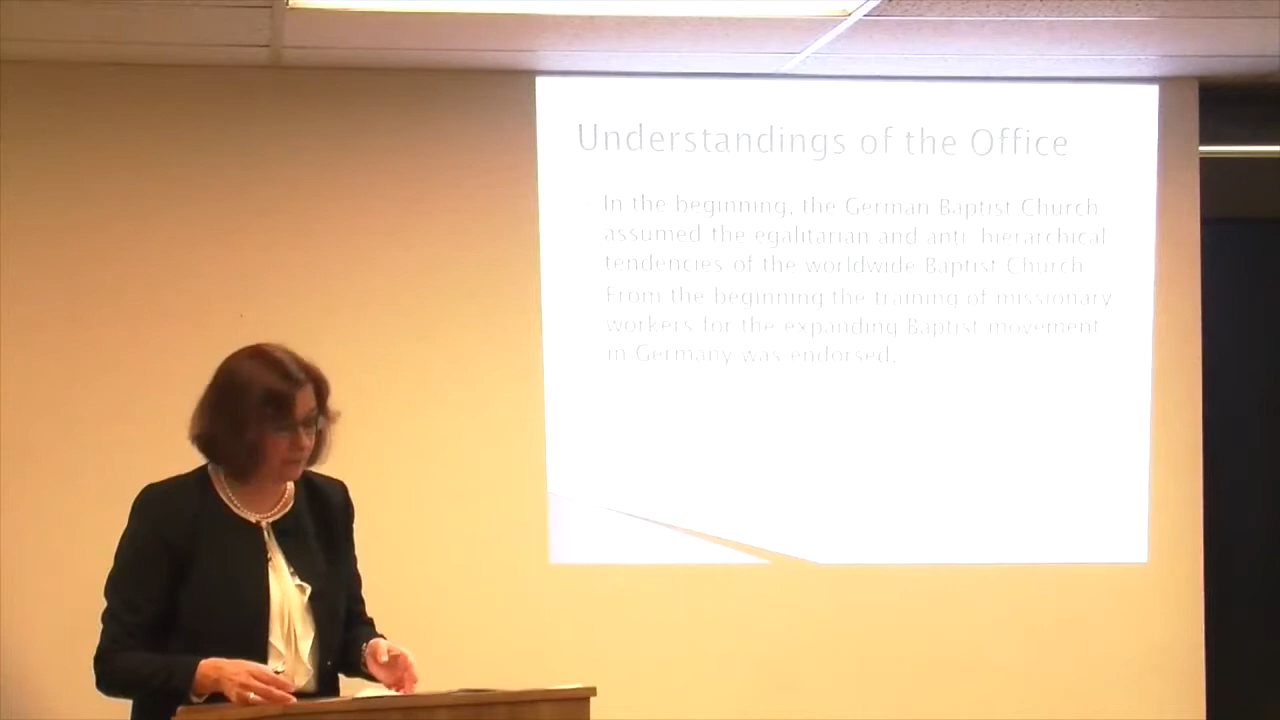 Understandings of the Office
In the beginning, the German Baptist Church
assumed the egalitarian and anti-hierarchical
tendencies of the worldwide Baptist Church.
From the beginning the training of missionary
workers for the expanding Baptist movement
in Germany was endorsed.